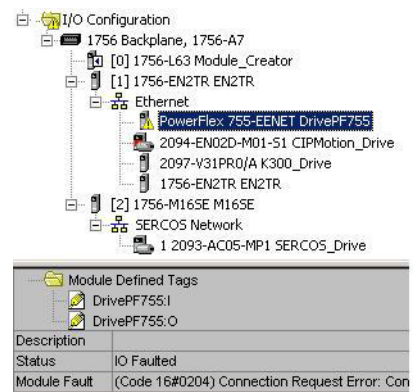 I/O Configuration
1756 Backplane, 1756-A7
[0] 1756-L63 Module_Creator
[1] 1756-EN2TR EN2TR
Ethernet
PowerFlex 755-EENET DrivePF755
2094-EN02D-M01-S1 CIPMotion_Drive
2097-V31PR0/A K300_Drive
1756-EN2TR EN2TR
[2] 1756-M16SE M16SE
SERCOS Network
1 2093-AC05-MP1 SERCOS_Drive
Module Defined Tags
DrivePF755:I
DrivePF755:O
Description
Status IO Faulted
Module Fault (Code 16#0204) Connection Request Error: Con